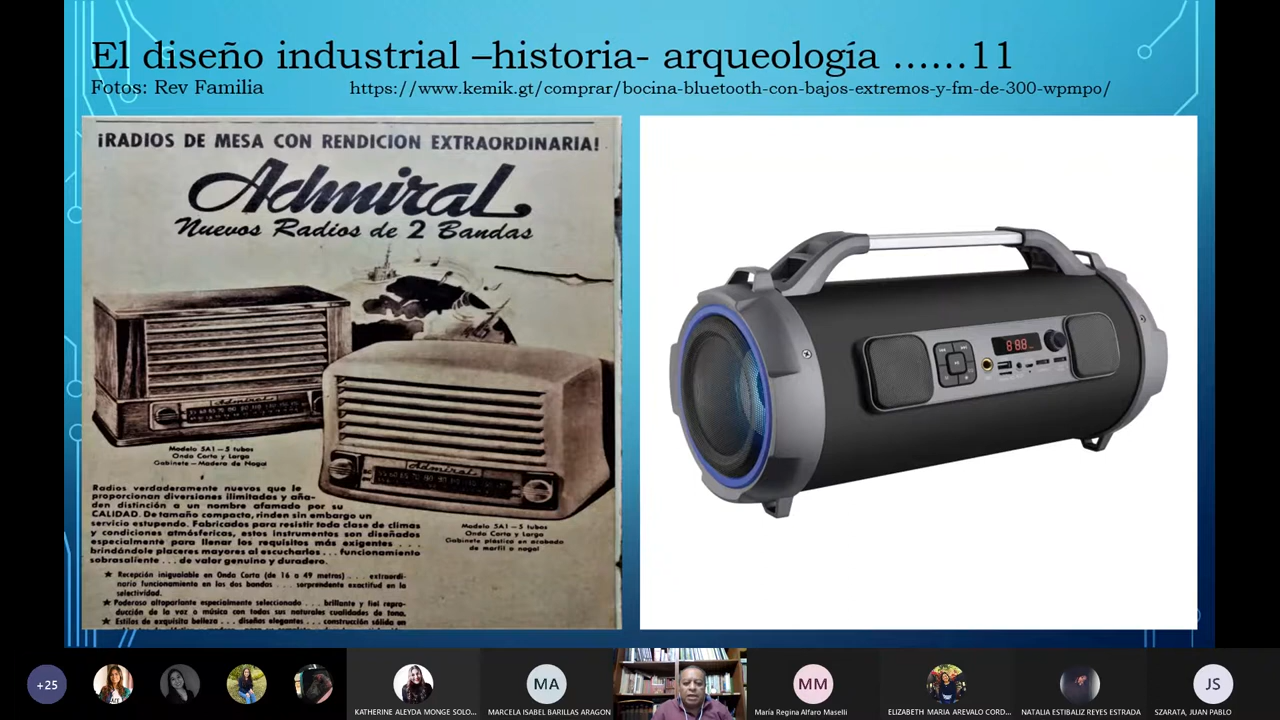 El diseño industrial –historia- arqueología ......11
Fotos: Rev Familia
https://www.kemik.gt/comprar/bocina-bluetooth-con-bajos-extremos-y-fm-de-300-wpmpo/
¡RADIOS DE MESA CON RENDICION EXTRAORDINARIA!
Admiral
Nuevos Radios de 2 Bandas
Admiral
Admiral
Modelo 5A1—5 tubos
Onda Corta y Larga
Gabinete—Madera de Nogal
Modelo 5A1—5 tubos
Onda Corta y Larga
Gabinete plástico en acabado
de marfil o nogal
Radios verdaderamente nuevos que le
proporcionan diversiones ilimitadas y aña-
den distinción a un nombre afamado por su
CALIDAD. De tamaño compacto, rinden sin embargo un
servicio estupendo. Fabricados para resistir toda clase de climas
y condiciones atmósfericas, estos instrumentos son diseñados
especialmente para llenar los requisitos más exigentes . . .
brindándole placeres mayores al escucharlos . . . funcionamiento
sobrasaliente . . . de valor genuino y duradero.
★ Recepción inigualable en Onda Corta (de 16 a 49 metros) . . . extraordi-
nario funcionamiento en las dos bandas . . . sorprendente exactitud en la
selectividad.
★ Poderoso altoparlante especialmente seleccionado . . . brillante y fiel repro-
ducción de la voz o música con todas sus naturales cualidades de tono.
★ Estilos de exquisita belleza . . . diseños elegantes . . . construcción sólida en
+25
KATHERINE ALEYDA MONGE SOLO...
MA
MARCELA ISABEL BARILLAS ARAGON
MM
María Regina Alfaro Maselli
ELIZABETH MARIA AREVALO CORD...
NATALIA ESTIBALIZ REYES ESTRADA
JS
SZARATA, JUAN PABLO